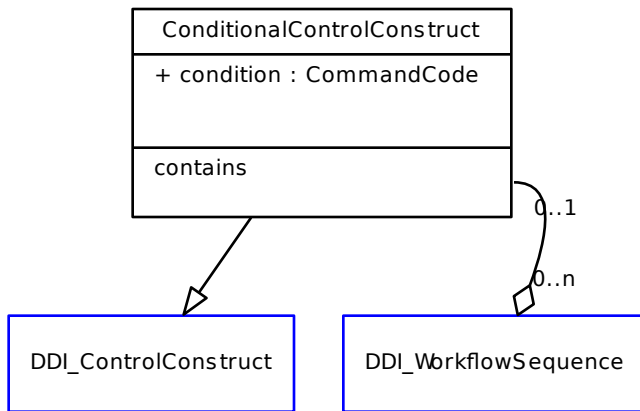 ConditionalControlConstruct
+ condition : CommandCode
contains
0..1
0..n
DDI_ControlConstruct
DDI_WorkflowSequence